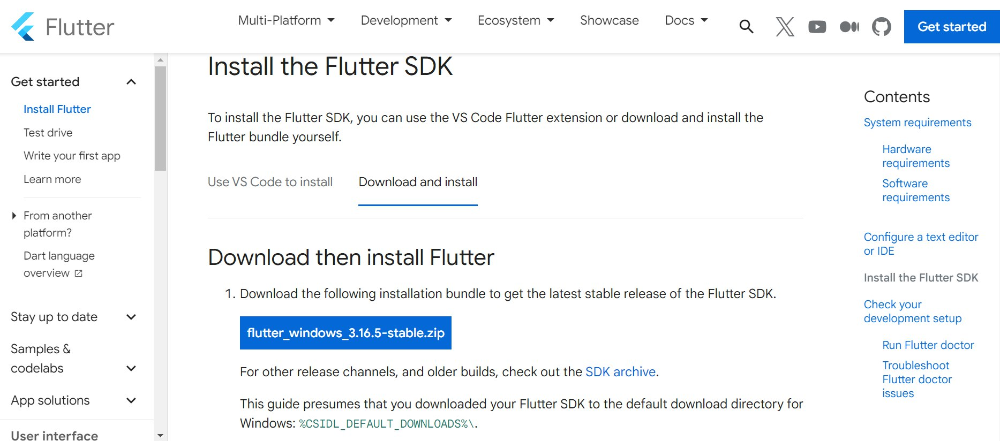 Flutter
Multi-Platform
Development
Ecosystem
Showcase
Docs
Get started
Get started
Install Flutter
Test drive
Write your first app
Learn more
From another
platform?
Dart language
overview
Stay up to date
Samples &
codelabs
App solutions
User interface
Install the Flutter SDK
To install the Flutter SDK, you can use the VS Code Flutter extension or download and install the
Flutter bundle yourself.
Use VS Code to install
Download and install
Download then install Flutter
1. Download the following installation bundle to get the latest stable release of the Flutter SDK.
flutter_windows_3.16.5-stable.zip
For other release channels, and older builds, check out the SDK archive.
This guide presumes that you downloaded your Flutter SDK to the default download directory for
Windows: %CSIDL_DEFAULT_DOWNLOADS%\.
Contents
System requirements
Hardware
requirements
Software
requirements
Configure a text editor
or IDE
Install the Flutter SDK
Check your
development setup
Run Flutter doctor
Troubleshoot
Flutter doctor
issues